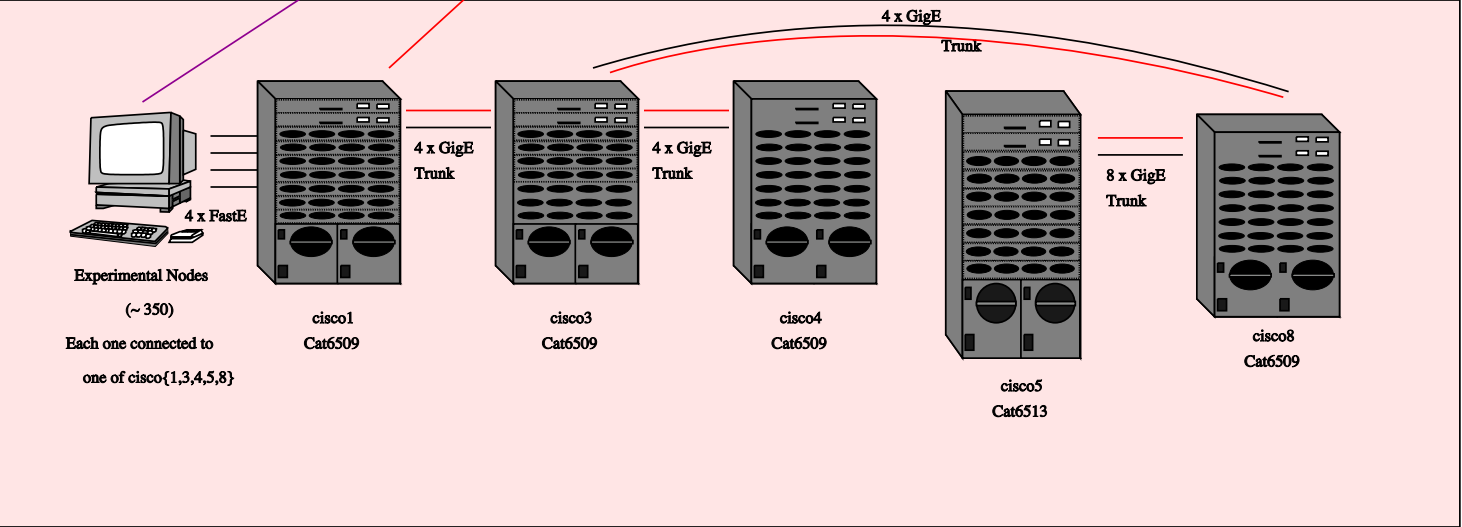 4 x GigE
Trunk
4 x GigE
Trunk
4 x GigE
Trunk
8 x GigE
Trunk
4 x FastE
Experimental Nodes
(~ 350)
Each one connected to
one of cisco{1,3,4,5,8}
cisco1
Cat6509
cisco3
Cat6509
cisco4
Cat6509
cisco5
Cat6513
cisco8
Cat6509